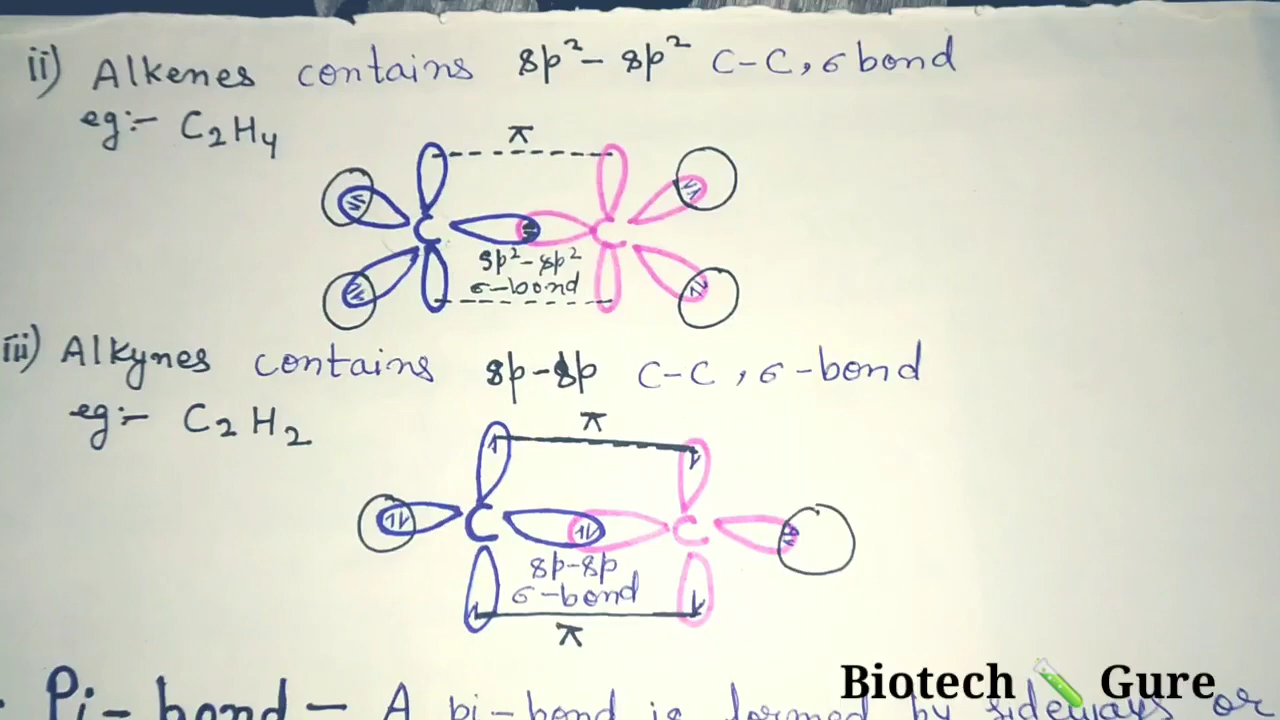 ii) Alkenes contains sp²- sp² C-C, σ bond
eg:- C₂H₄
π
C C
sp²-sp²
σ-bond
iii) Alkynes contains sp-sp C-C, σ-bond
eg:- C₂H₂
π
C C
sp-sp
σ-bond
π
Pi-bond- A pi-bond is formed by sideways or
Biotech Gure